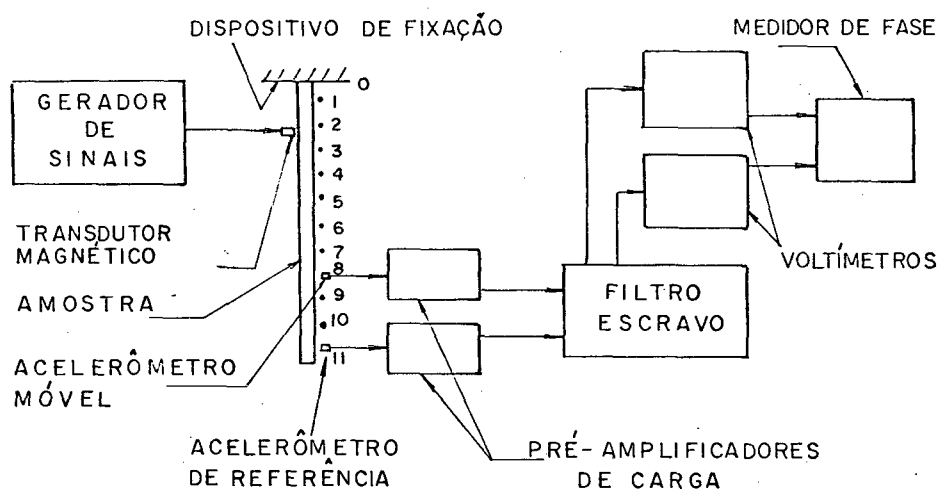 DISPOSITIVO DE FIXAÇÃO
MEDIDOR DE FASE
GERADOR
DE
SINAIS
0
1
2
3
4
5
6
7
8
9
10
11
TRANSDUTOR
MAGNÉTICO
AMOSTRA
ACELERÔMETRO
MÓVEL
ACELERÔMETRO
DE REFERÊNCIA
PRÉ-AMPLIFICADORES
DE CARGA
FILTRO
ESCRAVO
VOLTÍMETROS